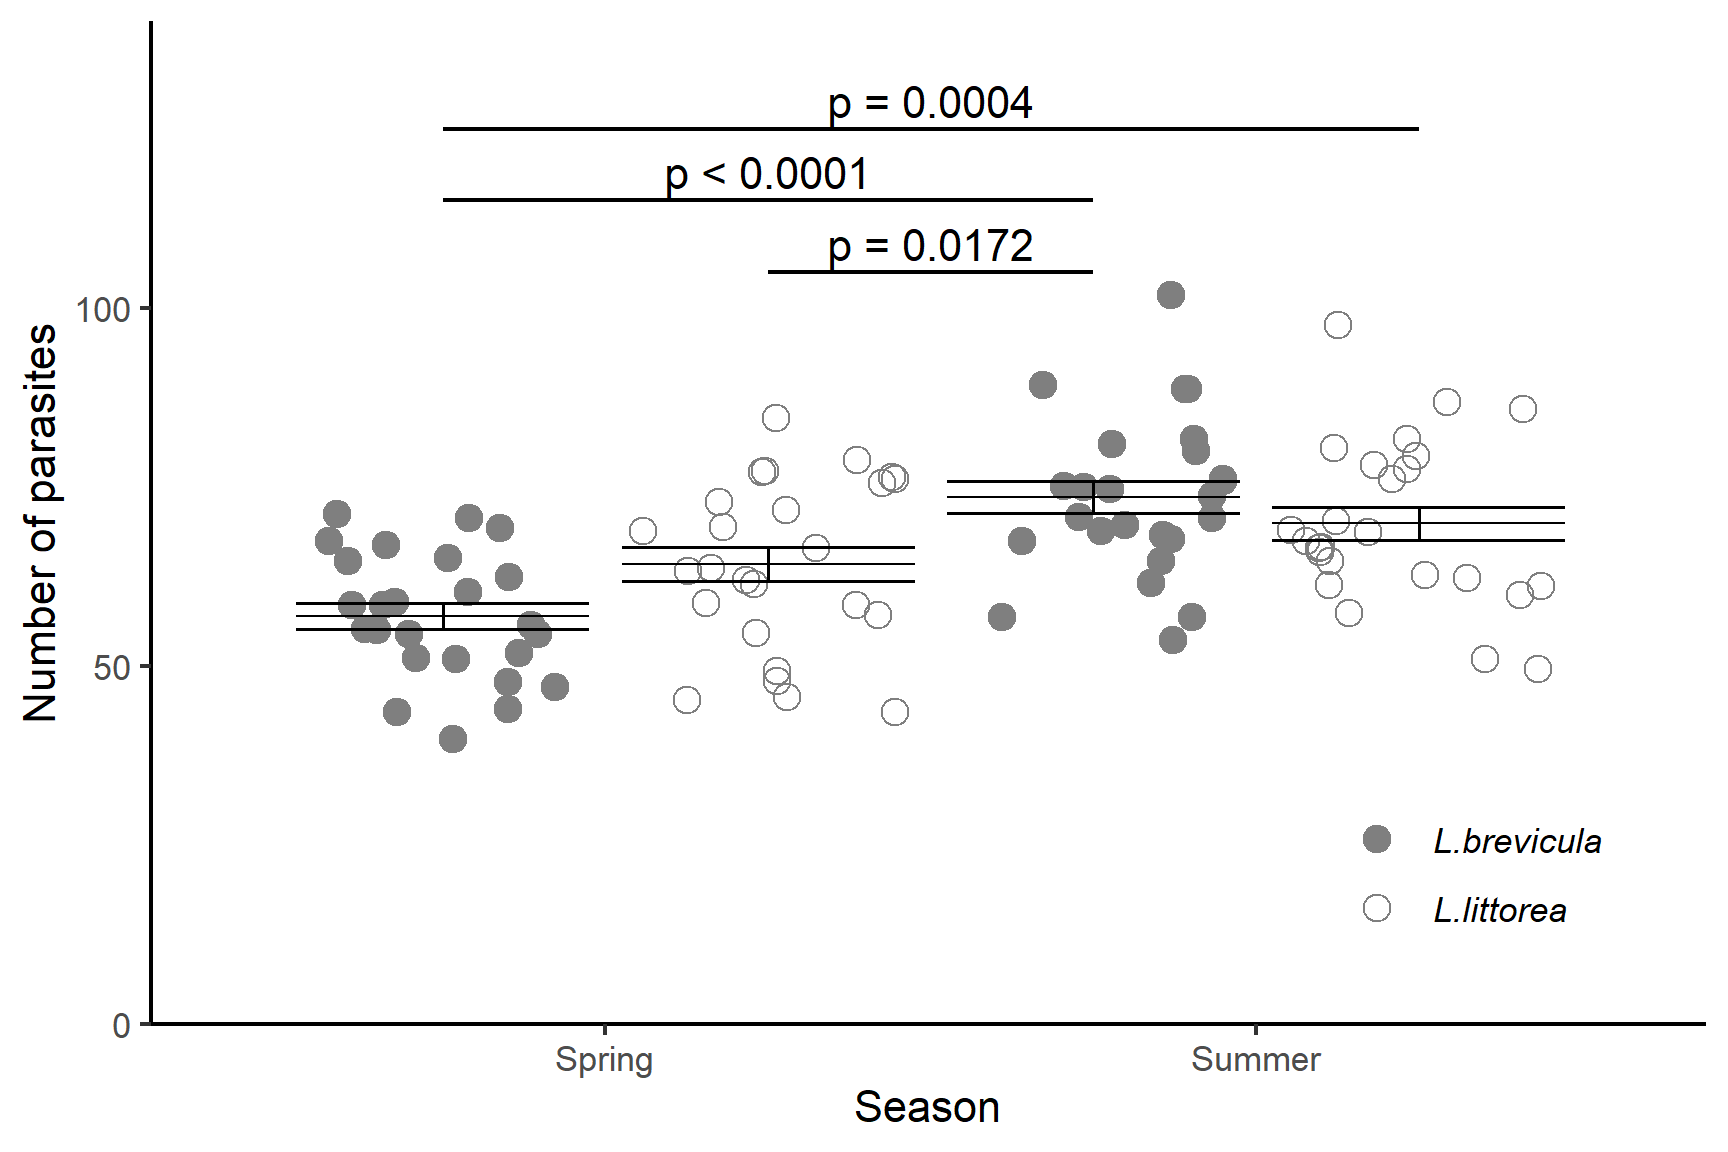 p = 0.0004
p < 0.0001
p = 0.0172
100
50
0
Number of parasites
L.brevicula
L.littorea
Spring
Summer
Season